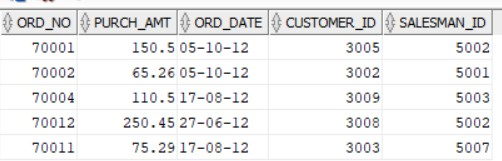 ORD_NO PURCH_AMT ORD_DATE CUSTOMER_ID SALESMAN_ID
70001 150.5 05-10-12 3005 5002
70002 65.26 05-10-12 3002 5001
70004 110.5 17-08-12 3009 5003
70012 250.45 27-06-12 3008 5002
70011 75.29 17-08-12 3003 5007